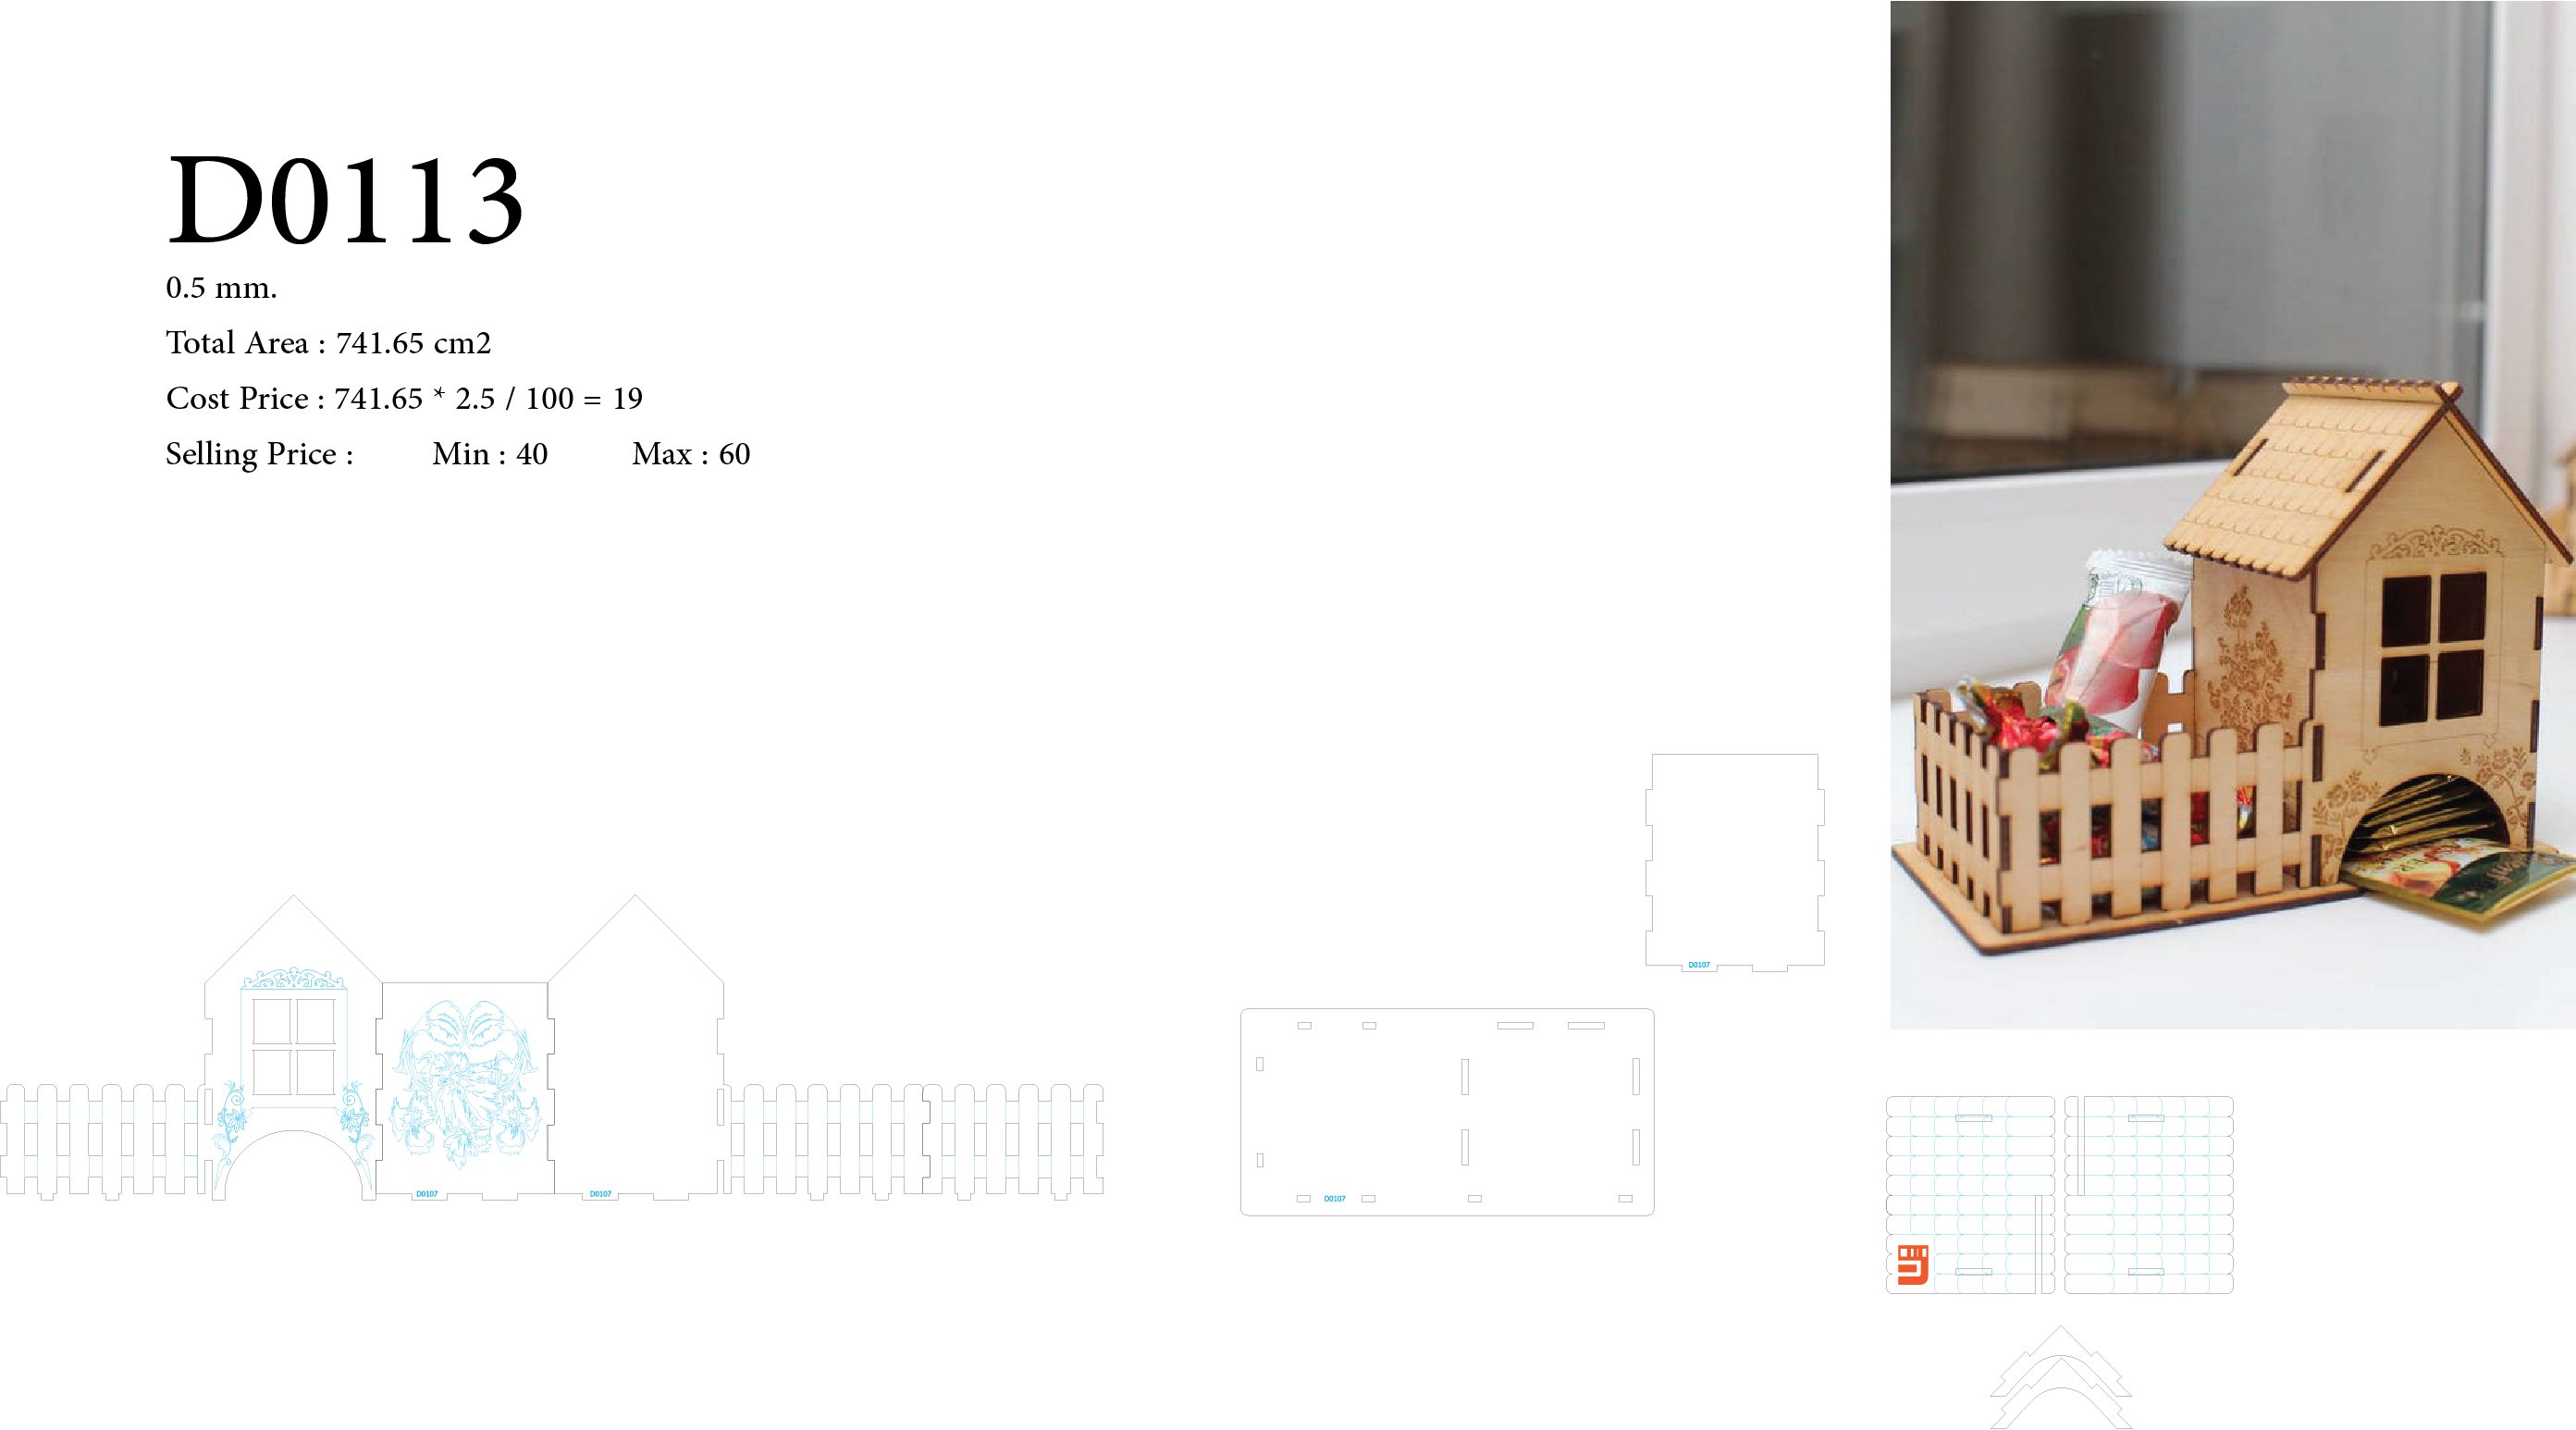 D0113
0.5 mm.
Total Area : 741.65 cm2
Cost Price : 741.65 * 2.5 / 100 = 19
Selling Price : Min : 40 Max : 60
D0107
D0107
D0107
D0107